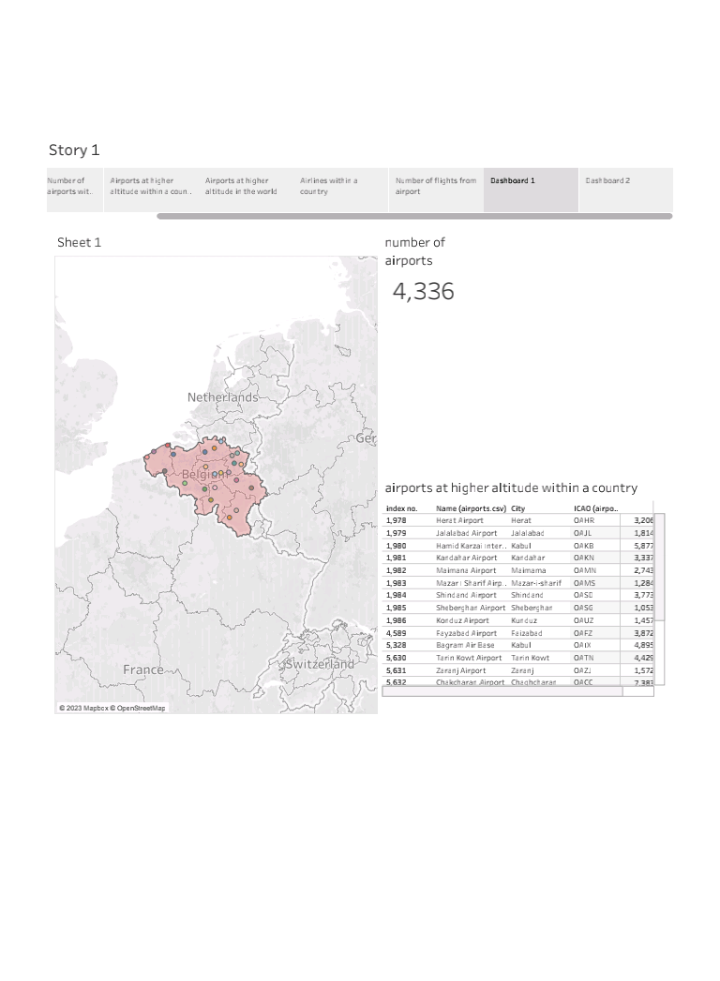 Story 1
Number of airports wit..
Airports at higher altitude within a coun..
Airports at higher altitude in the world
Airlines within a country
Number of flights from airport
Dashboard 1
Dashboard 2
Sheet 1
Netherlands
Ger
Belgium
France
Switzerland
© 2023 Mapbox © OpenStreetMap
number of
airports
4,336
airports at higher altitude within a country
index no. Name (airports.csv) City ICAO (airpo..
1,978 Herat Airport Herat OAHR 3,206
1,979 Jalalabad Airport Jalalabad OAJL 1,814
1,980 Hamid Karzai Inter.. Kabul OAKB 5,877
1,981 Kandahar Airport Kandahar OAKN 3,337
1,982 Maimana Airport Maimama OAMN 2,743
1,983 Mazar i Sharif Airp.. Mazar-i-sharif OAMS 1,284
1,984 Shindand Airport Shindand OASD 3,773
1,985 Sheberghan Airport Sheberghan OASG 1,053
1,986 Konduz Airport Kunduz OAUZ 1,457
4,589 Fayzabad Airport Faizabad OAFZ 3,872
5,328 Bagram Air Base Kabul OAIX 4,895
5,630 Tarin Kowt Airport Tarin Kowt OATN 4,429
5,631 Zaranj Airport Zaranj OAZJ 1,572
5,632 Chakcharan Airport Chaghcharan OACC 7,383